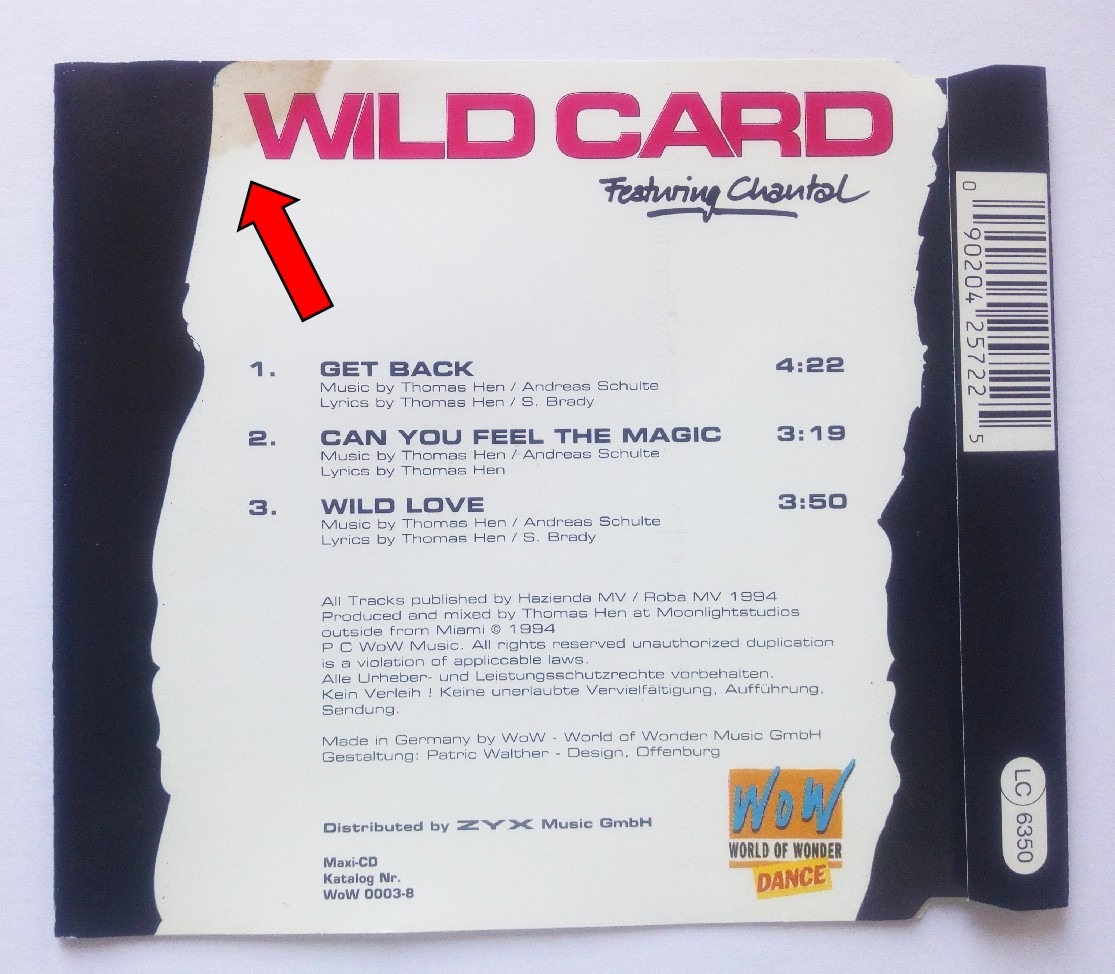 WILD CARD
Featuring Chantal
1. GET BACK 4:22
Music by Thomas Hen / Andreas Schulte
Lyrics by Thomas Hen / S. Brady
2. CAN YOU FEEL THE MAGIC 3:19
Music by Thomas Hen / Andreas Schulte
Lyrics by Thomas Hen
3. WILD LOVE 3:50
Music by Thomas Hen / Andreas Schulte
Lyrics by Thomas Hen / S. Brady
All Tracks published by Hazienda MV / Roba MV 1994
Produced and mixed by Thomas Hen at Moonlightstudios
outside from Miami © 1994
P C WoW Music. All rights reserved unauthorized duplication
is a violation of appliccable laws.
Alle Urheber- und Leistungsschutzrechte vorbehalten.
Kein Verleih ! Keine unerlaubte Vervielfältigung, Aufführung,
Sendung.
Made in Germany by WoW - World of Wonder Music GmbH
Gestaltung: Patric Walther - Design, Offenburg
Distributed by ZYX Music GmbH
Maxi-CD
Katalog Nr.
WoW 0003-8
WoW
WORLD OF WONDER
DANCE
0 90204 25722 5
LC 6350